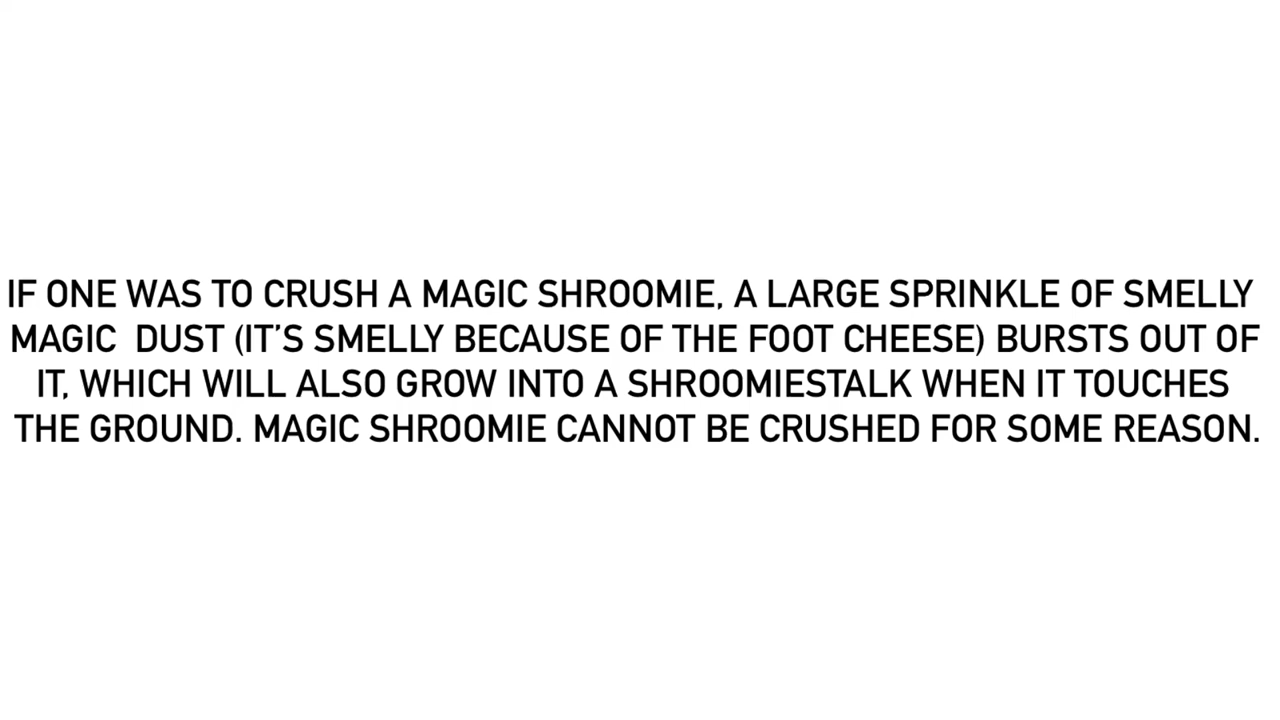 IF ONE WAS TO CRUSH A MAGIC SHROOMIE, A LARGE SPRINKLE OF SMELLY
MAGIC  DUST (IT’S SMELLY BECAUSE OF THE FOOT CHEESE) BURSTS OUT OF
IT, WHICH WILL ALSO GROW INTO A SHROOMIESTALK WHEN IT TOUCHES
THE GROUND. MAGIC SHROOMIE CANNOT BE CRUSHED FOR SOME REASON.